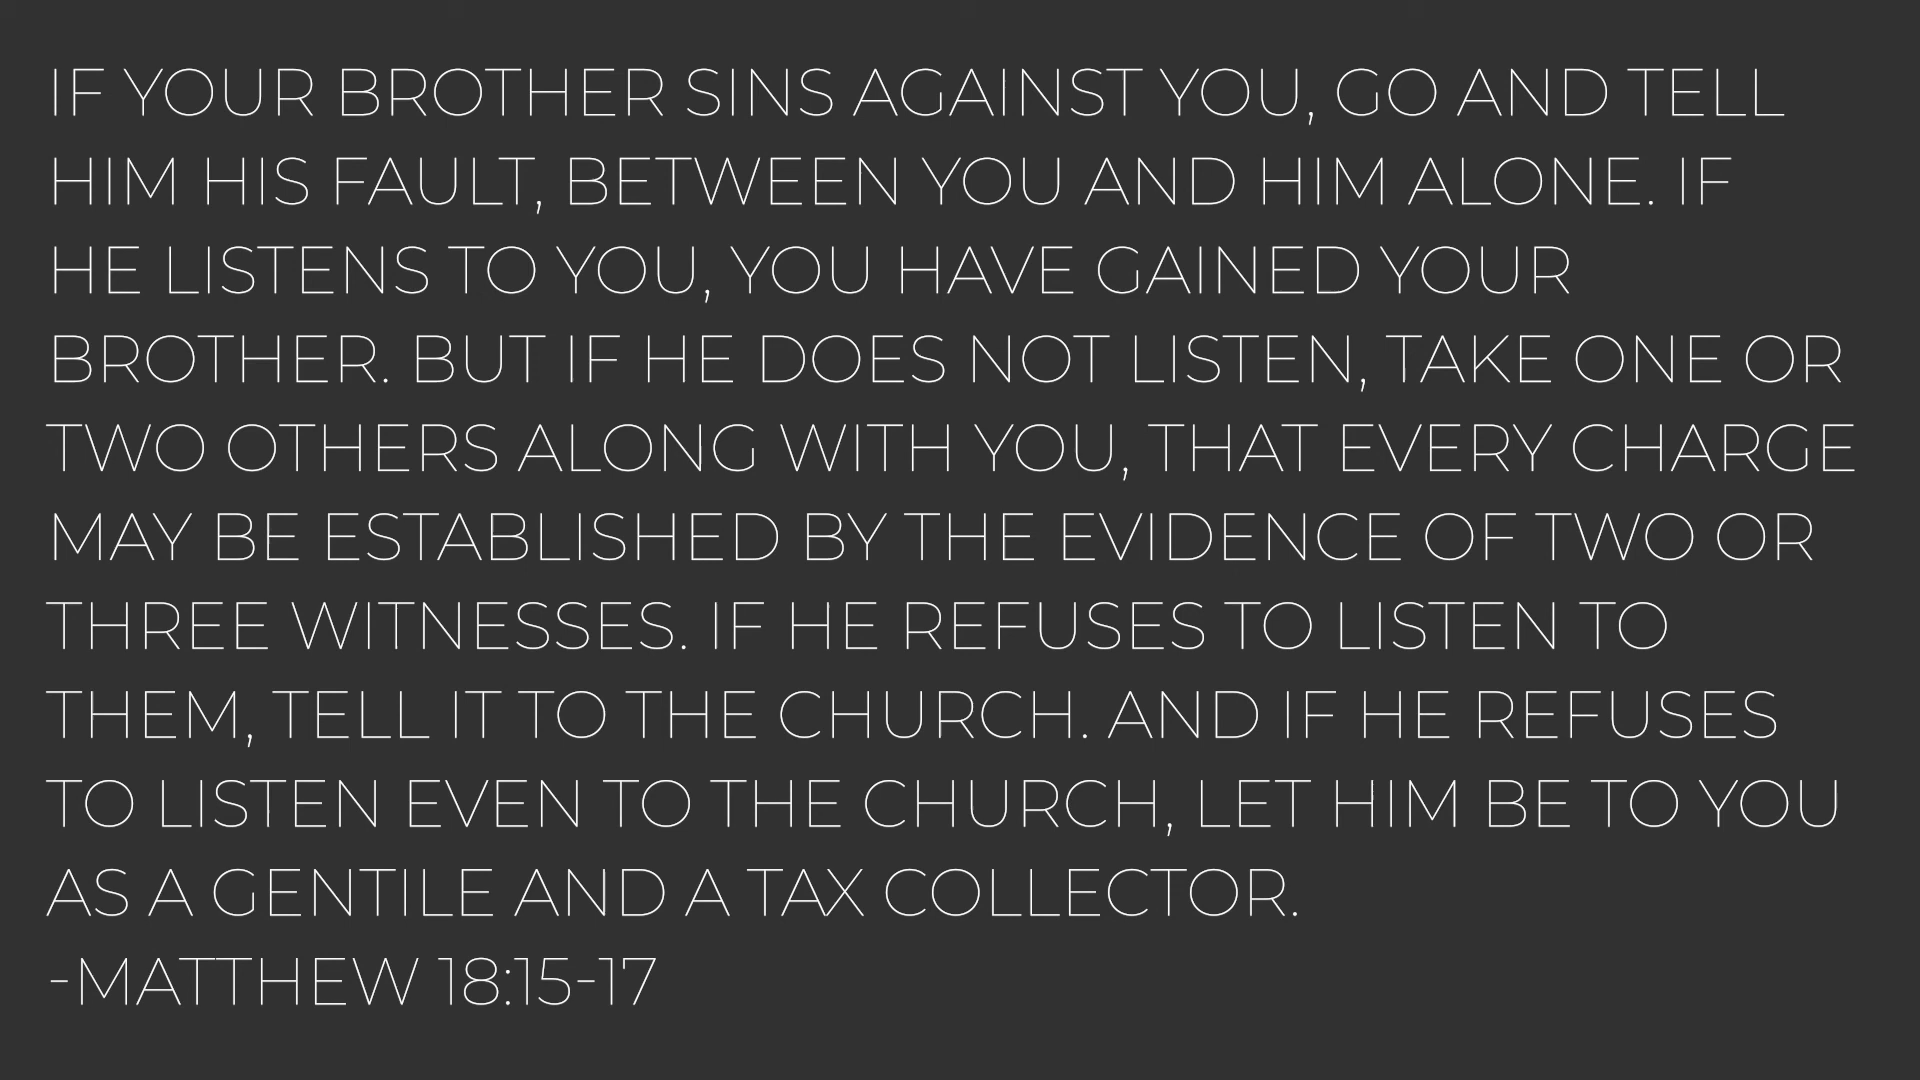 IF YOUR BROTHER SINS AGAINST YOU, GO AND TELL
HIM HIS FAULT, BETWEEN YOU AND HIM ALONE. IF
HE LISTENS TO YOU, YOU HAVE GAINED YOUR
BROTHER. BUT IF HE DOES NOT LISTEN, TAKE ONE OR
TWO OTHERS ALONG WITH YOU, THAT EVERY CHARGE
MAY BE ESTABLISHED BY THE EVIDENCE OF TWO OR
THREE WITNESSES. IF HE REFUSES TO LISTEN TO
THEM, TELL IT TO THE CHURCH. AND IF HE REFUSES
TO LISTEN EVEN TO THE CHURCH, LET HIM BE TO YOU
AS A GENTILE AND A TAX COLLECTOR.
-MATTHEW 18:15-17